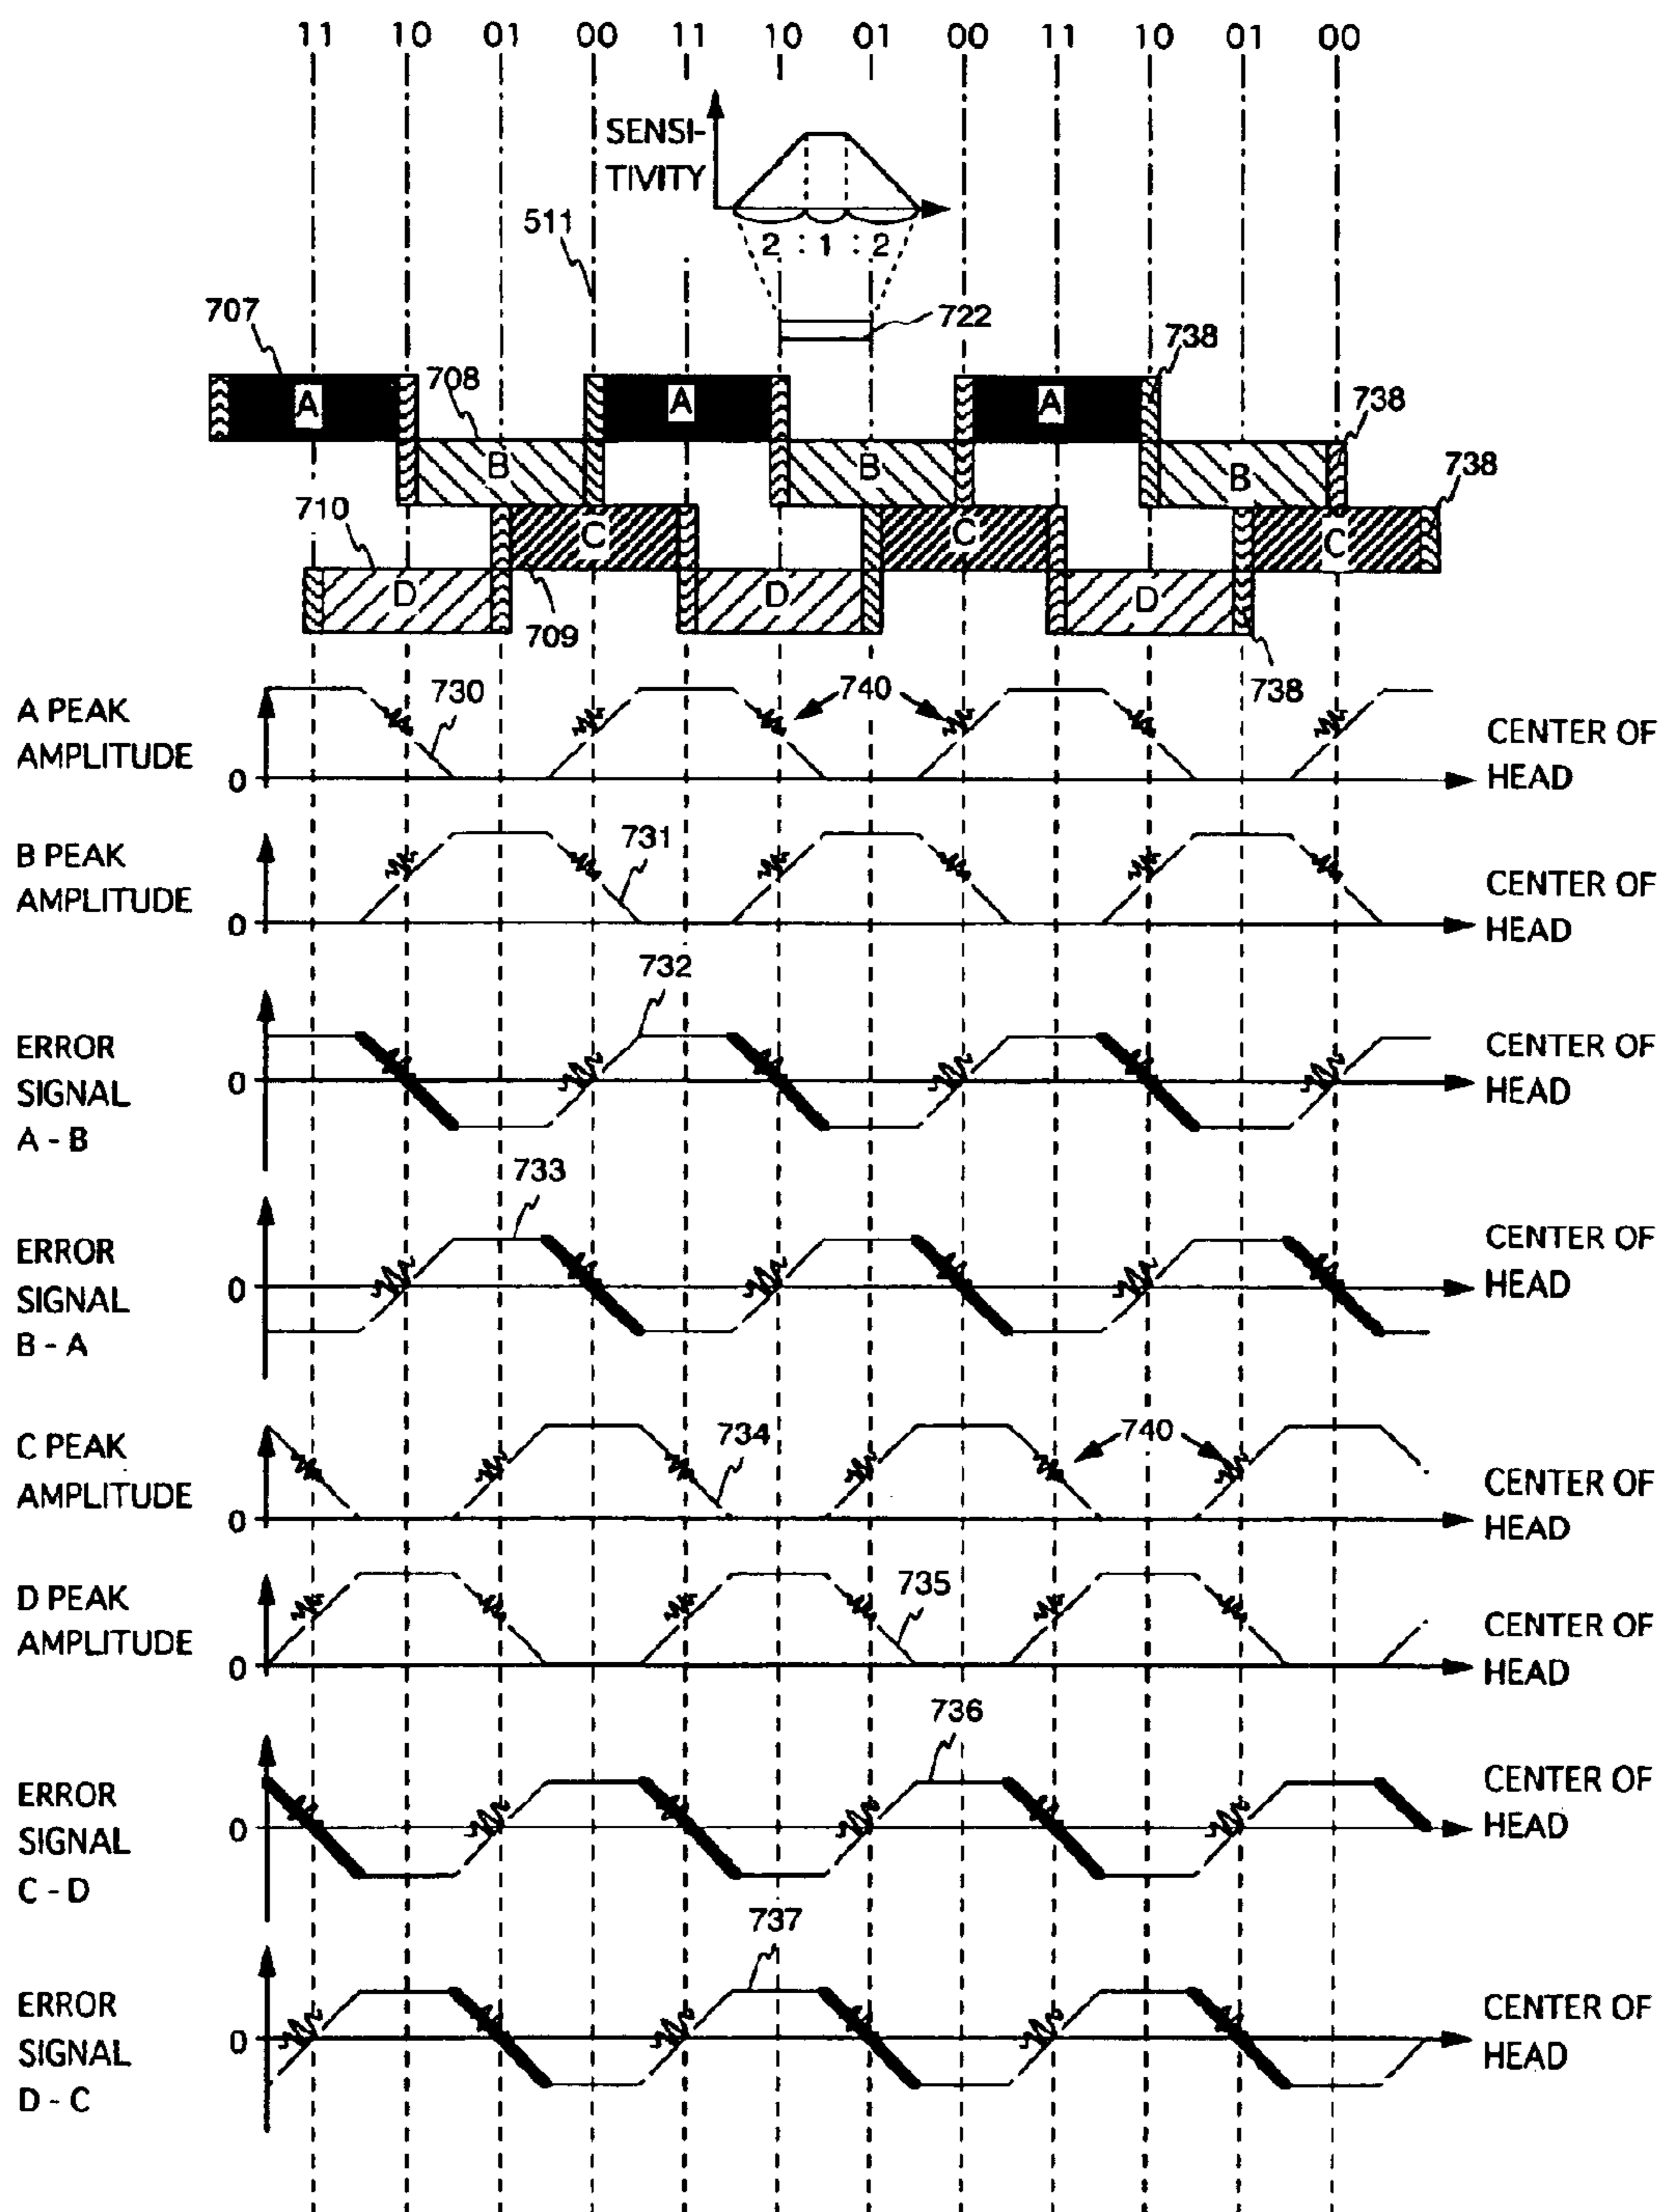 11 10 01 00 11 10 01 00 11 10 01 00
SENSI-
TIVITY
511
2 : 1 : 2
707
722
738
A
708
A
A
738
B
B
B
738
710
C
C
C
D
D
D
709
738
A PEAK
AMPLITUDE
730
740
0
CENTER OF
HEAD
B PEAK
AMPLITUDE
731
0
CENTER OF
HEAD
732
ERROR
SIGNAL
A - B
0
CENTER OF
HEAD
733
ERROR
SIGNAL
B - A
0
CENTER OF
HEAD
C PEAK
AMPLITUDE
734
740
0
CENTER OF
HEAD
D PEAK
AMPLITUDE
735
0
CENTER OF
HEAD
736
ERROR
SIGNAL
C - D
0
CENTER OF
HEAD
737
ERROR
SIGNAL
D - C
0
CENTER OF
HEAD